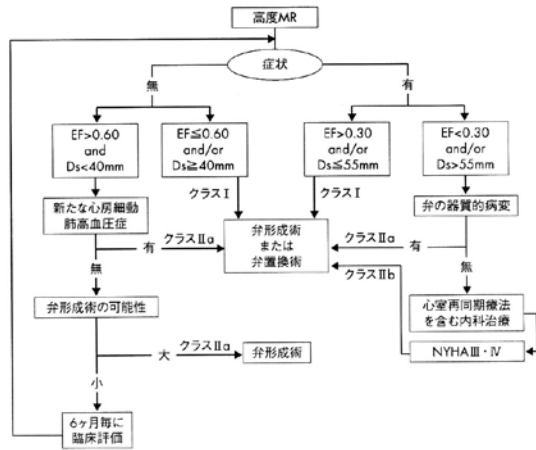 高度MR
症状
無
有
EF>0.60
and
Ds<40mm
EF≦0.60
and/or
Ds≧40mm
EF>0.30
and/or
Ds≦55mm
EF<0.30
and/or
Ds>55mm
クラスⅠ
クラスⅠ
新たな心房細動
肺高血圧症
弁形成術
または
弁置換術
弁の器質的病変
有
クラスⅡa
クラスⅡa
有
無
クラスⅡb
無
弁形成術の可能性
心室再同期療法
を含む内科治療
大
クラスⅡa
弁形成術
NYHAⅢ・Ⅳ
小
6ヶ月毎に
臨床評価